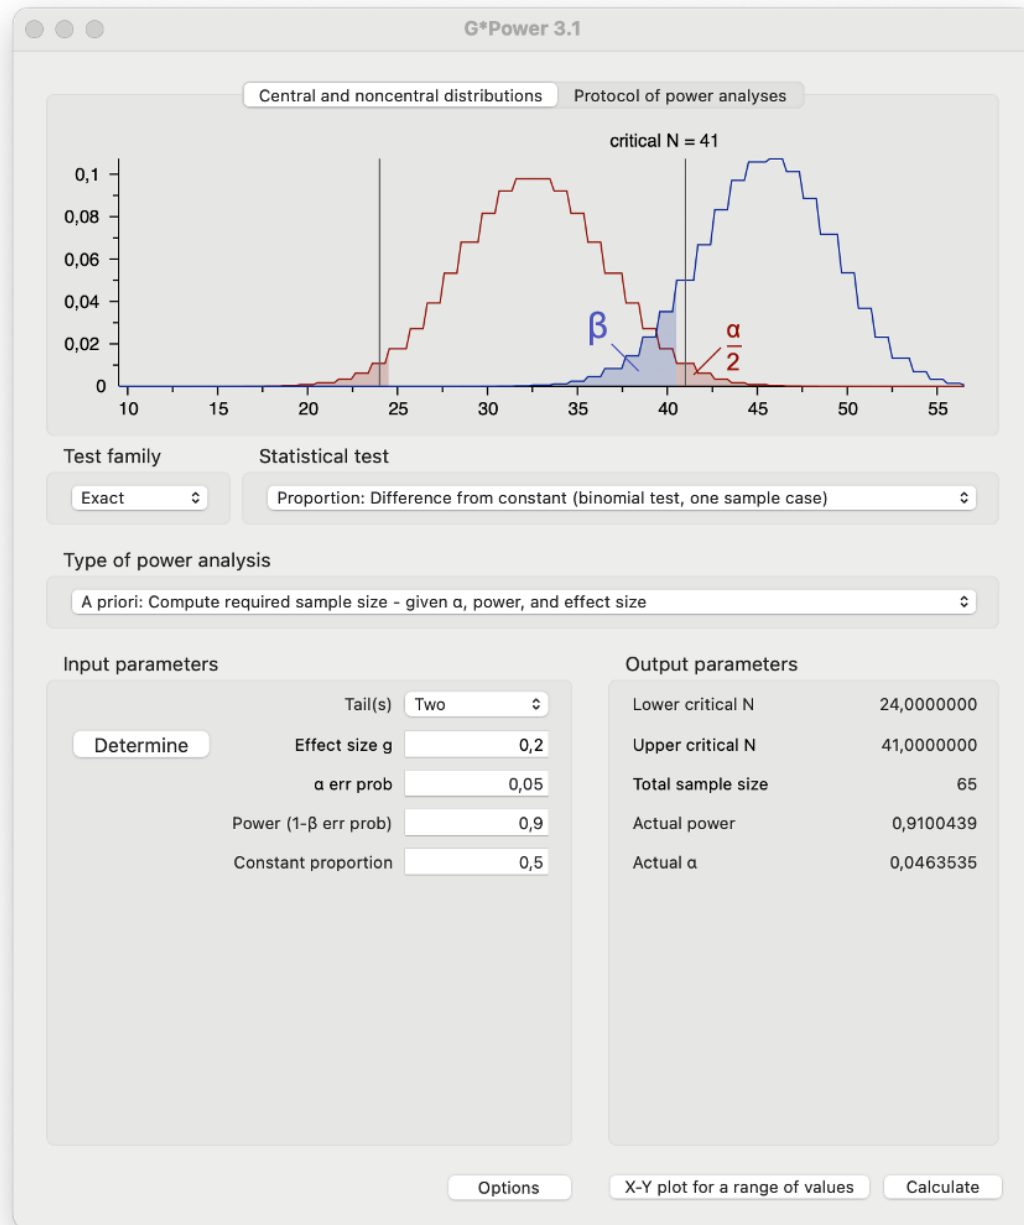 G*Power 3.1
Central and noncentral distributions Protocol of power analyses
critical N = 41
0,1
0,08
0,06
0,04
0,02
0
β
α
2
10 15 20 25 30 35 40 45 50 55
Test family Statistical test
Exact Proportion: Difference from constant (binomial test, one sample case)
Type of power analysis
A priori: Compute required sample size - given α, power, and effect size
Input parameters
Tail(s) Two
Determine Effect size g 0,2
α err prob 0,05
Power (1-β err prob) 0,9
Constant proportion 0,5
Output parameters
Lower critical N 24,0000000
Upper critical N 41,0000000
Total sample size 65
Actual power 0,9100439
Actual α 0,0463535
Options X-Y plot for a range of values Calculate